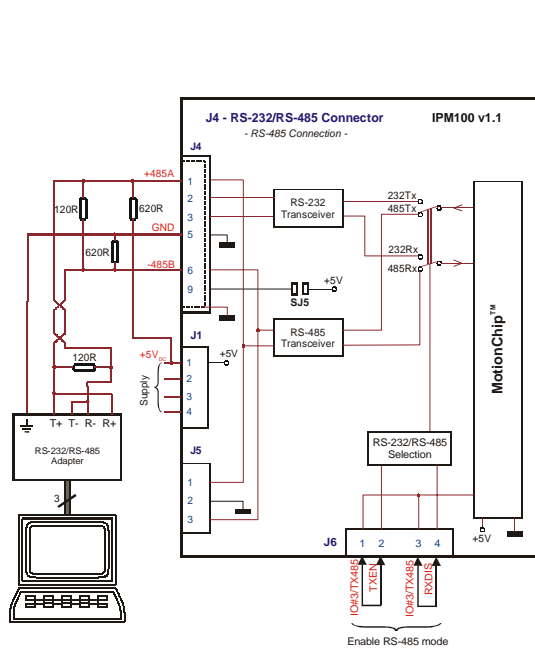 J4 - RS-232/RS-485 Connector
IPM100 v1.1
- RS-485 Connection -
J4
+485A
1
2
3
5
6
9
120R
620R
GND
620R
-485B
RS-232
Transceiver
232Tx
485Tx
232Rx
485Rx
+5V
SJ5
RS-485
Transceiver
MotionChip™
J1
+5VDC
+5V
1
2
3
4
Supply
120R
T+ T- R- R+
RS-232/RS-485
Adapter
3
J5
1
2
3
RS-232/RS-485
Selection
J6
1 2 3 4
+5V
IO#3/TX485
TXEN
IO#3/TX485
RXDIS
Enable RS-485 mode